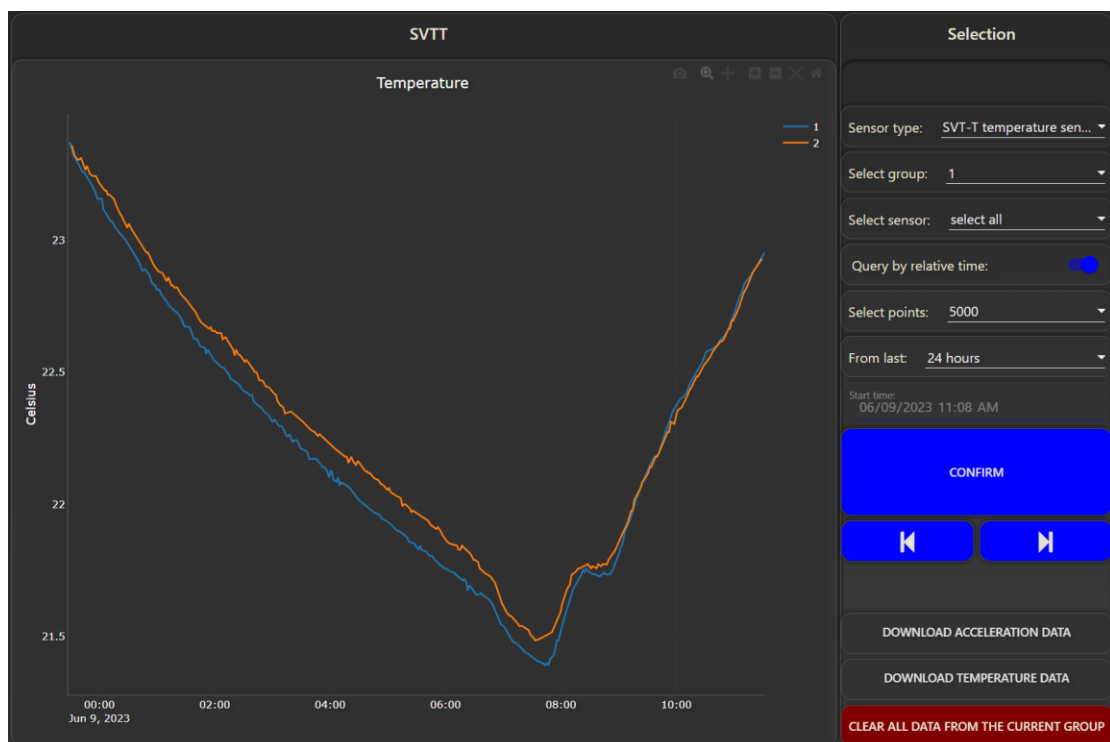 SVTT
Temperature
1
2
23
22.5
22
21.5
Celsius
00:00
Jun 9, 2023
02:00
04:00
06:00
08:00
10:00
Selection
Sensor type: SVT-T temperature sen...
Select group: 1
Select sensor: select all
Query by relative time:
Select points: 5000
From last: 24 hours
Start time:
06/09/2023 11:08 AM
CONFIRM
DOWNLOAD ACCELERATION DATA
DOWNLOAD TEMPERATURE DATA
CLEAR ALL DATA FROM THE CURRENT GROUP